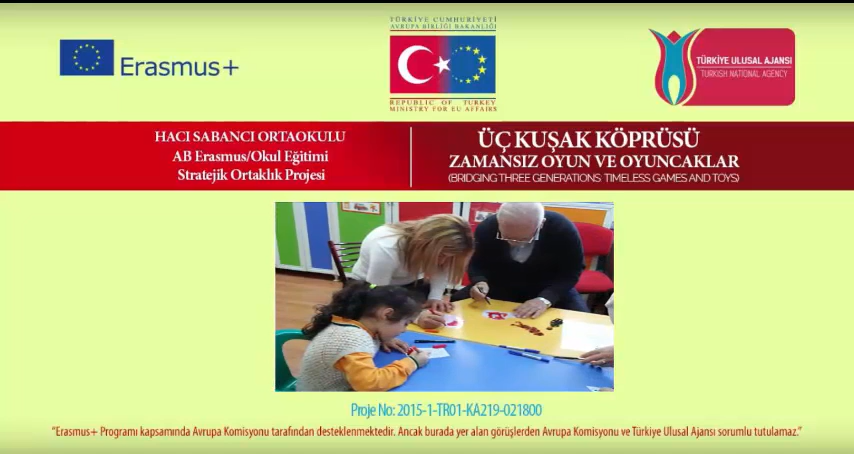 Erasmus+
TÜRKİYE CUMHURİYETİ
AVRUPA BİRLİĞİ BAKANLIĞI
REPUBLIC OF TURKEY
MINISTRY FOR EU AFFAIRS
TÜRKİYE ULUSAL AJANSI
TURKISH NATIONAL AGENCY
HACI SABANCI ORTAOKULU
AB Erasmus/Okul Eğitimi
Stratejik Ortaklık Projesi
ÜÇ KUŞAK KÖPRÜSÜ
ZAMANSIZ OYUN VE OYUNCAKLAR
(BRIDGING THREE GENERATIONS: TIMELESS GAMES AND TOYS)
Proje No: 2015-1-TR01-KA219-021800
"Erasmus+ Programı kapsamında Avrupa Komisyonu tarafından desteklenmektedir. Ancak burada yer alan görüşlerden Avrupa Komisyonu ve Türkiye Ulusal Ajansı sorumlu tutulamaz."